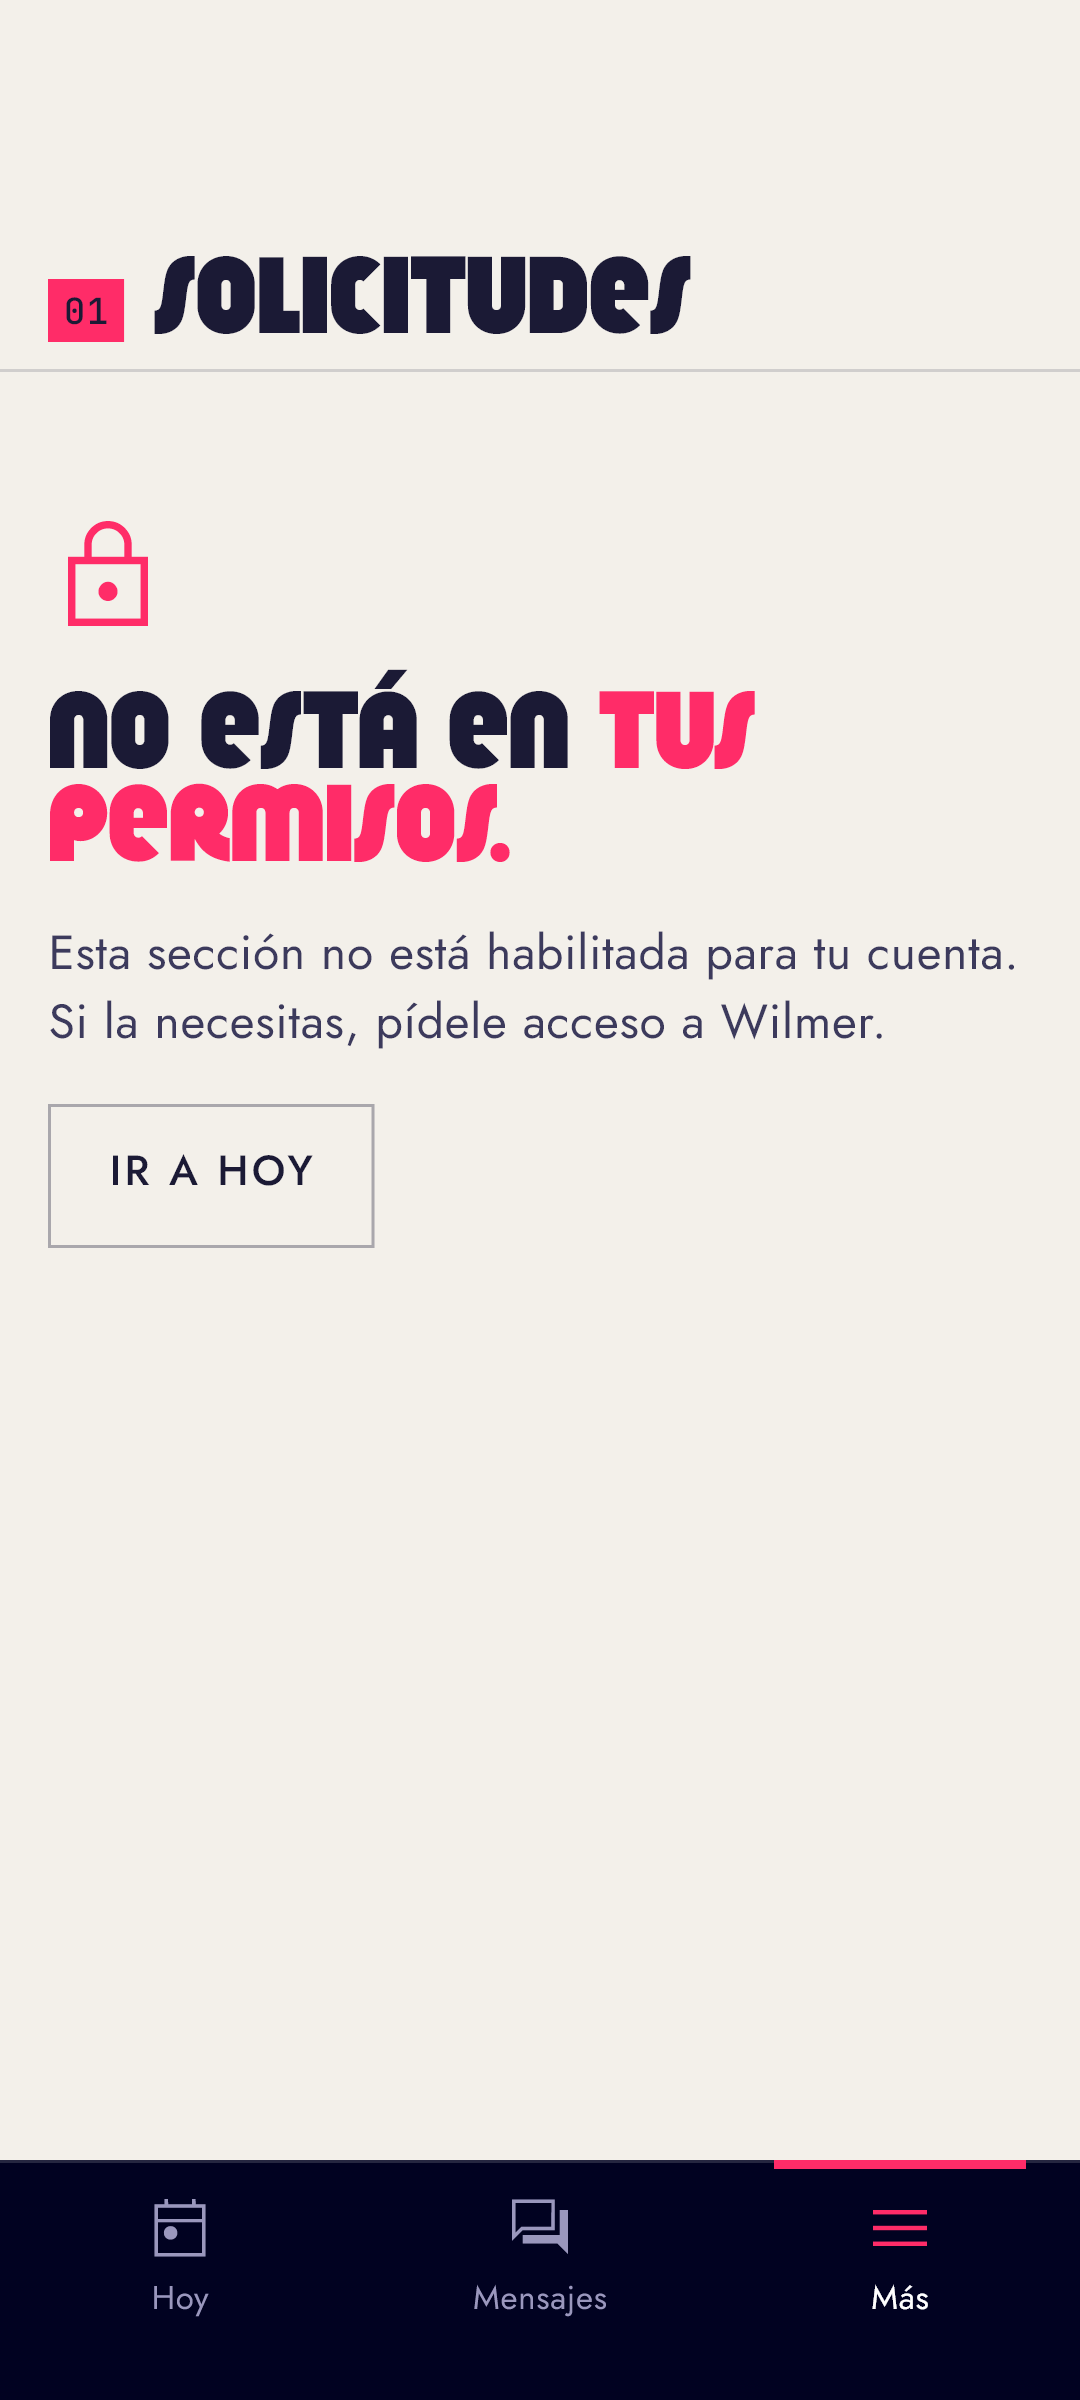 01 SOLICITUDES
NO ESTÁ EN TUS
PERMISOS.
Esta sección no está habilitada para tu cuenta.
Si la necesitas, pídele acceso a Wilmer.
IR A HOY
Hoy
Mensajes
Más